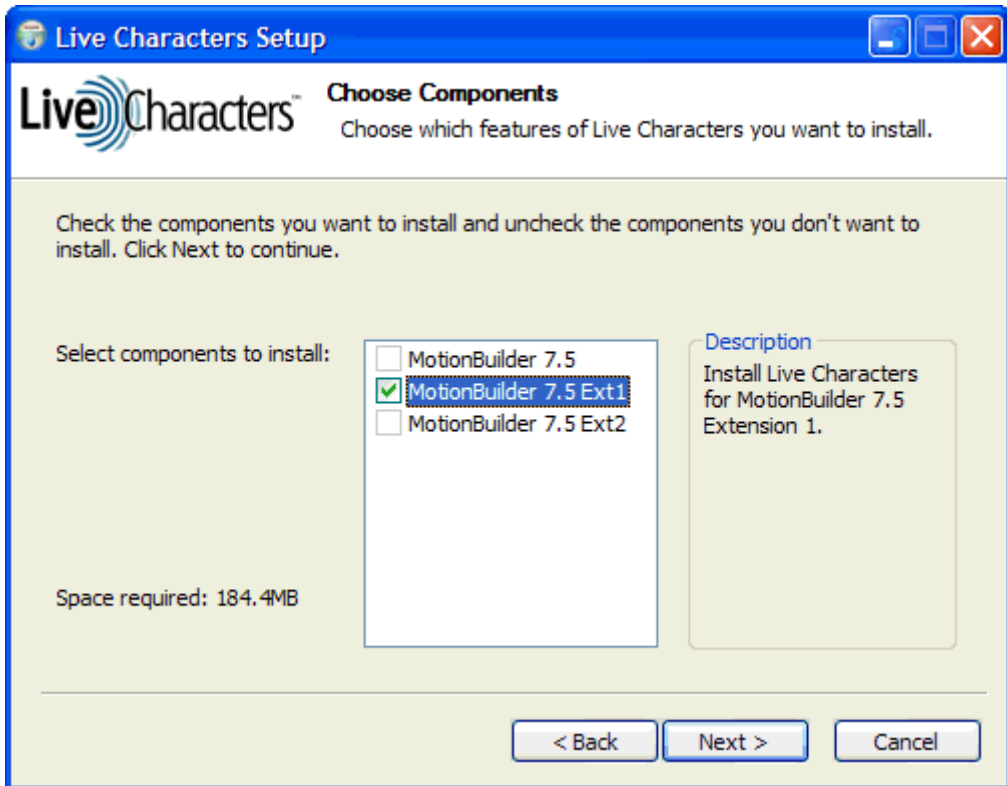 Live Characters Setup
Live Characters™
Choose Components
Choose which features of Live Characters you want to install.
Check the components you want to install and uncheck the components you don't want to
install. Click Next to continue.
Select components to install:
MotionBuilder 7.5
MotionBuilder 7.5 Ext1
MotionBuilder 7.5 Ext2
Description
Install Live Characters
for MotionBuilder 7.5
Extension 1.
Space required: 184.4MB
< Back
Next >
Cancel